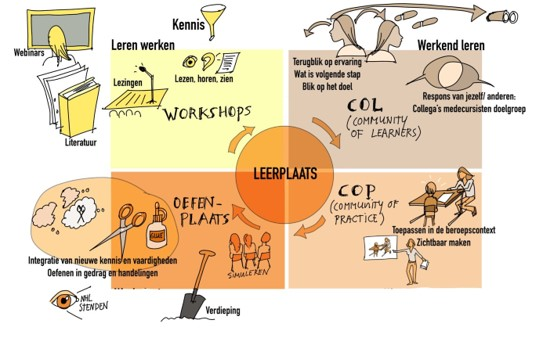 Kennis
Leren werken
Werkend leren
Webinars
Lezingen
Lezen, horen, zien
Literatuur
WORKSHOPS
Terugblik op ervaring
Wat is volgende stap
Blik op het doel
Respons van jezelf/ anderen:
Collega's medecursisten doelgroep
COL
(COMMUNITY
OF LEARNERS)
LEERPLAATS
OEFEN-
PLAATS
SIMULEREN
COP
(COMMUNITY OF
PRACTICE)
Toepassen in de beroepscontext
Zichtbaar maken
GLUE
Integratie van nieuwe kennis en vaardigheden
Oefenen in gedrag en handelingen
NHL
STENDEN
Verdieping